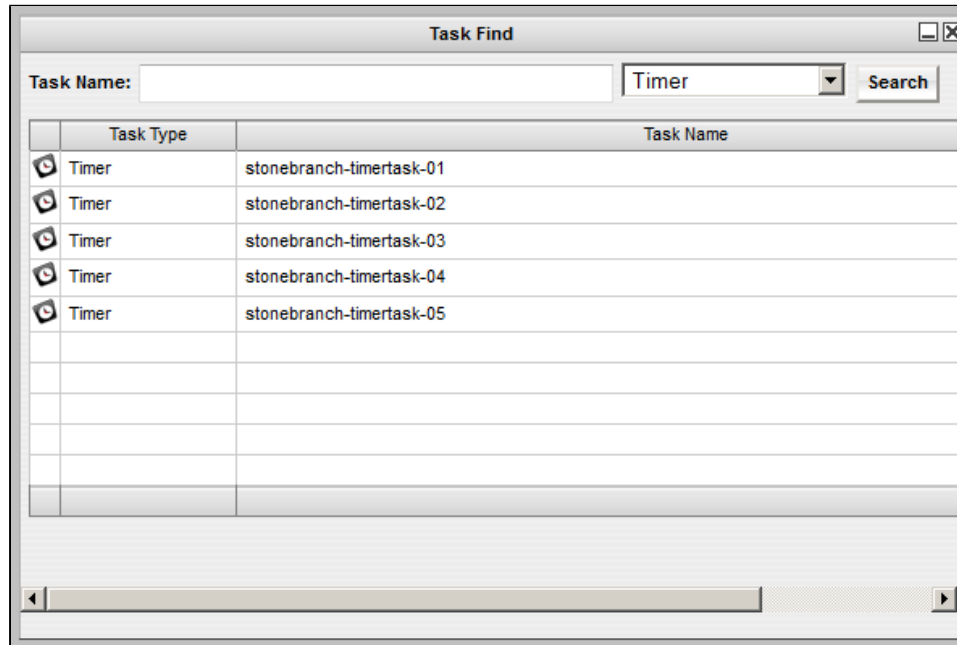 Task Find
Task Name: Timer Search
Task Type Task Name
Timer stonebranch-timertask-01
Timer stonebranch-timertask-02
Timer stonebranch-timertask-03
Timer stonebranch-timertask-04
Timer stonebranch-timertask-05